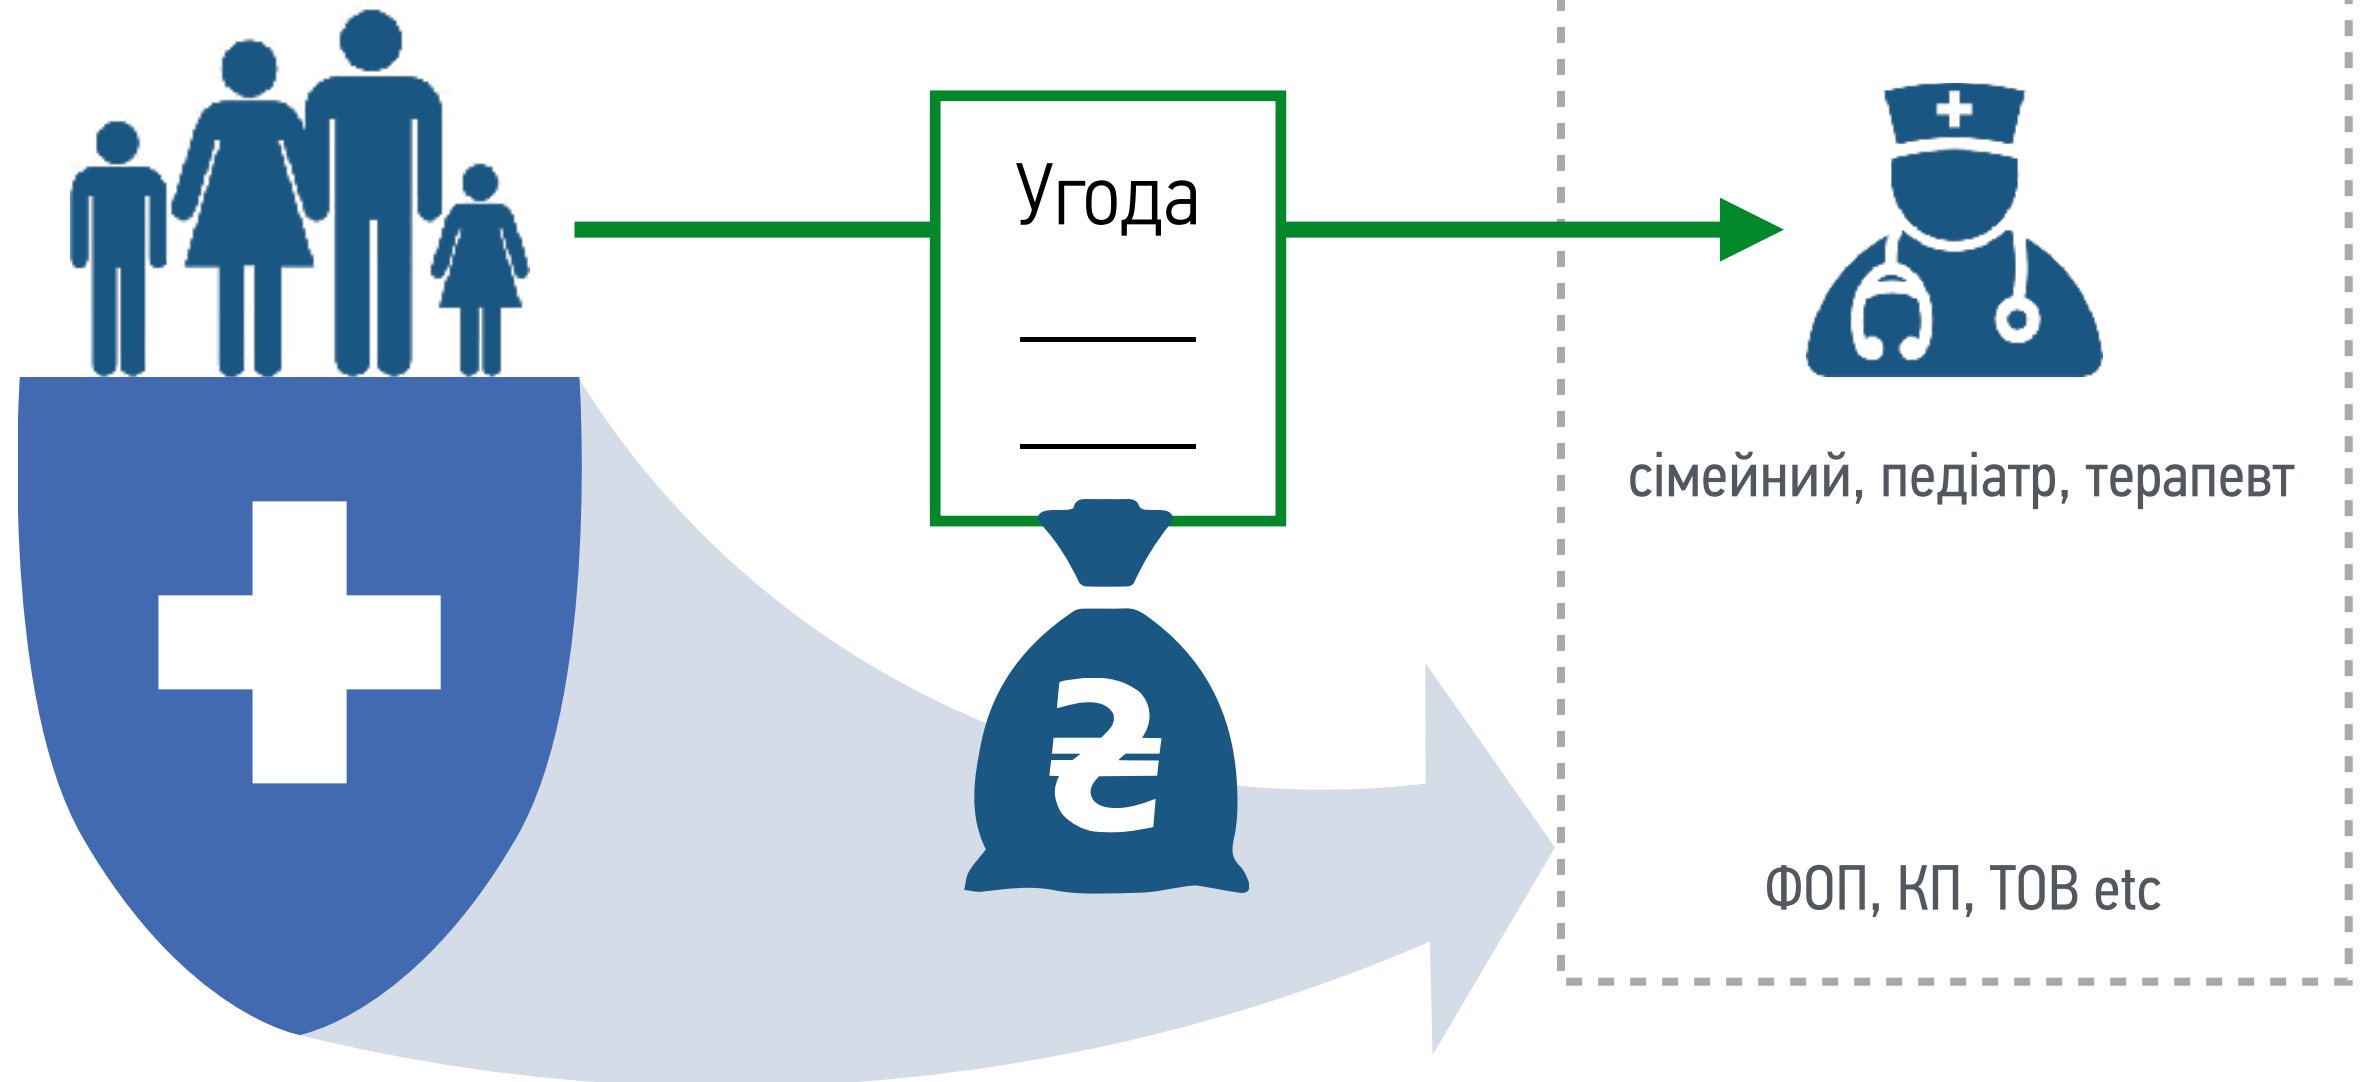 Угода
сімейний, педіатр, терапевт
₴
ФОП, КП, ТОВ etc